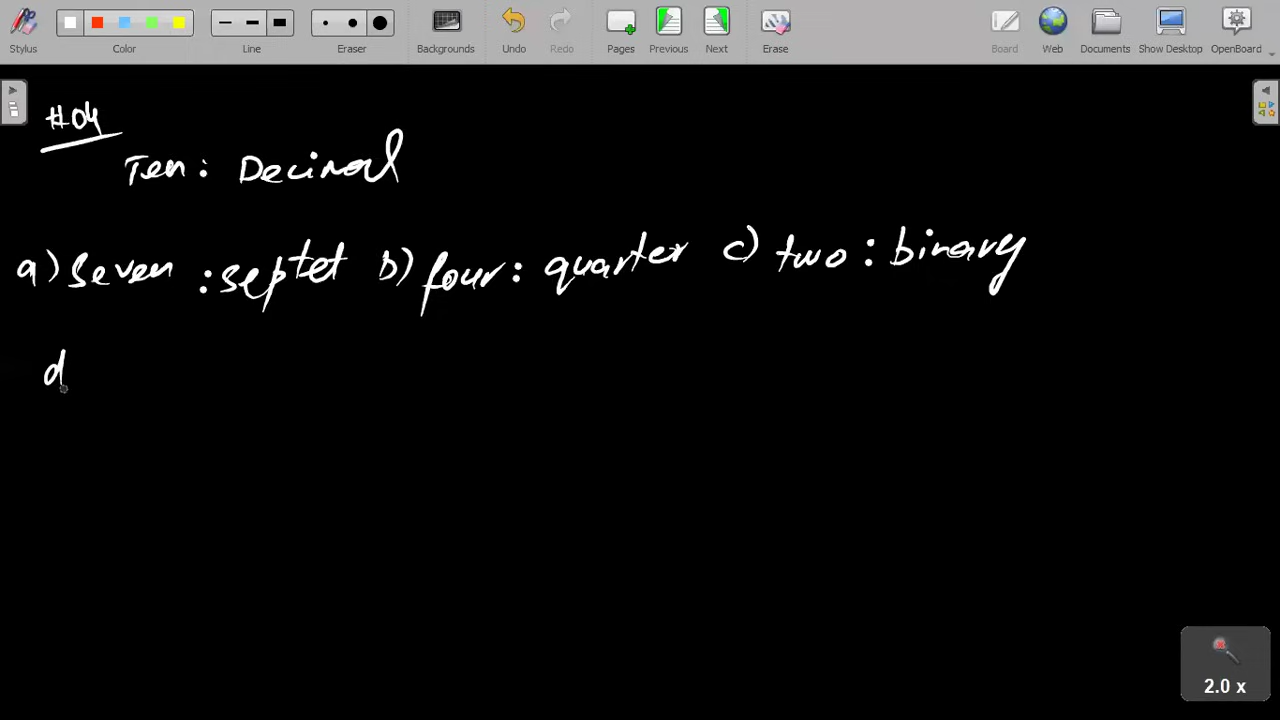 Stylus Color Line Eraser Backgrounds Undo Redo Pages Previous Next Erase Board Web Documents Show Desktop OpenBoard
#04
Ten: Decimal
a) seven : septet b) four: quarter c) two : binary
d
2.0 x